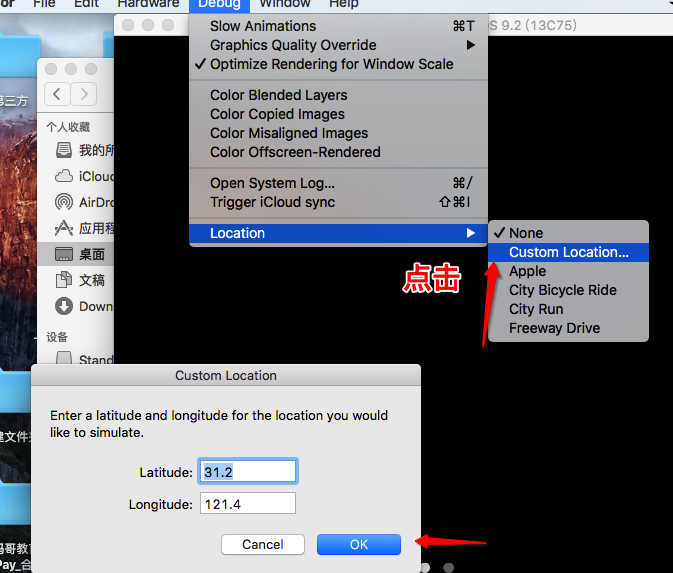 or File Edit Hardware Debug Window Help
S 9.2 (13C75)
Slow Animations ⌘T
Graphics Quality Override ▶
✓ Optimize Rendering for Window Scale
Color Blended Layers
Color Copied Images
Color Misaligned Images
Color Offscreen-Rendered
Open System Log... ⌘/
Trigger iCloud sync ⇧⌘I
Location ▶
✓ None
Custom Location...
Apple
City Bicycle Ride
City Run
Freeway Drive
点击
第三方
个人收藏
我的所
iCloud
AirDro
应用程
桌面
文稿
Down
设备
Stand
Custom Location
Enter a latitude and longitude for the location you would
like to simulate.
Latitude: 31.2
Longitude: 121.4
Cancel OK
建文件夹
码哥教育
Pay_合